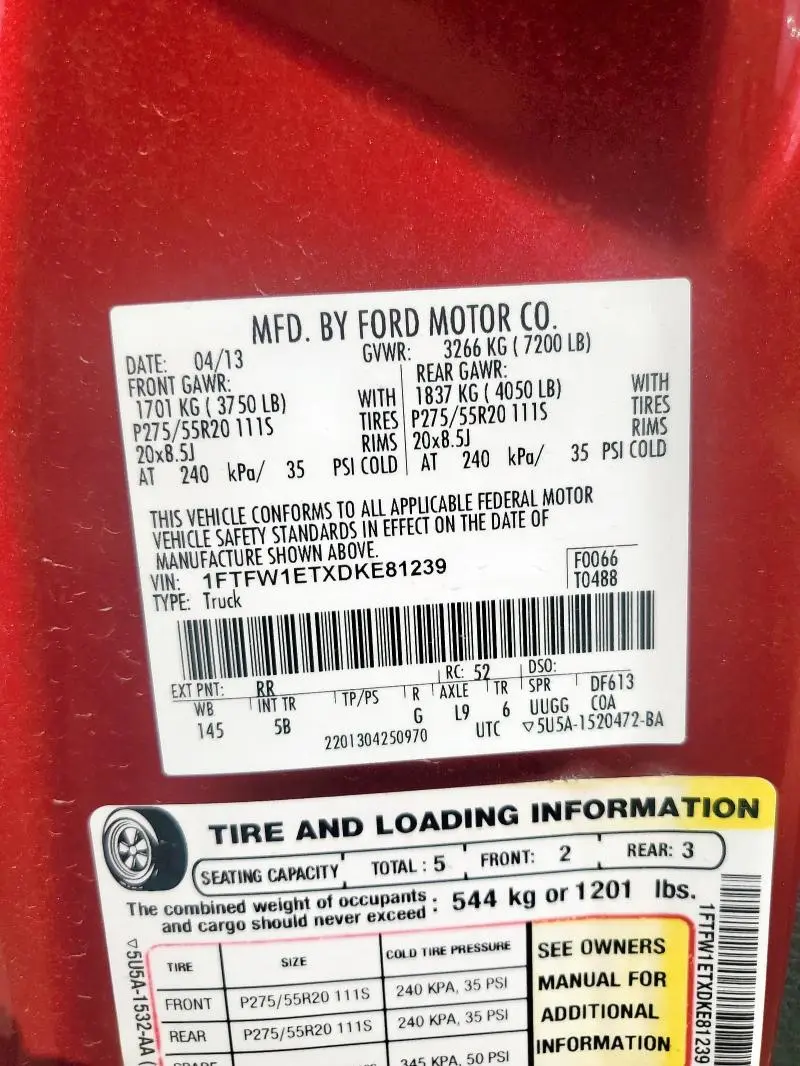 MFD. BY FORD MOTOR CO.
DATE: 04/13 GVWR: 3266 KG ( 7200 LB)
FRONT GAWR: REAR GAWR:
1701 KG ( 3750 LB) WITH 1837 KG ( 4050 LB) WITH
P275/55R20 111S TIRES P275/55R20 111S TIRES
20x8.5J RIMS 20x8.5J RIMS
AT 240 kPa/ 35 PSI COLD AT 240 kPa/ 35 PSI COLD
THIS VEHICLE CONFORMS TO ALL APPLICABLE FEDERAL MOTOR
VEHICLE SAFETY STANDARDS IN EFFECT ON THE DATE OF
MANUFACTURE SHOWN ABOVE.
VIN: 1FTFW1ETXDKE81239 F0066
TYPE: Truck T0488
EXT PNT: RR RC: 52 DSO:
WB INT TR TP/PS R AXLE TR SPR DF613
145 5B G L9 6 UUGG COA
2201304250970 UTC ▽5U5A-1520472-BA
TIRE AND LOADING INFORMATION
SEATING CAPACITY TOTAL : 5 FRONT: 2 REAR: 3
The combined weight of occupants
and cargo should never exceed : 544 kg or 1201 lbs.
TIRE SIZE COLD TIRE PRESSURE
FRONT P275/55R20 111S 240 KPA, 35 PSI
REAR P275/55R20 111S 240 KPA, 35 PSI
345 KPA, 50 PSI
SEE OWNERS
MANUAL FOR
ADDITIONAL
INFORMATION
▽5U5A-1532-AA (
1FTFW1ETXDKE81239